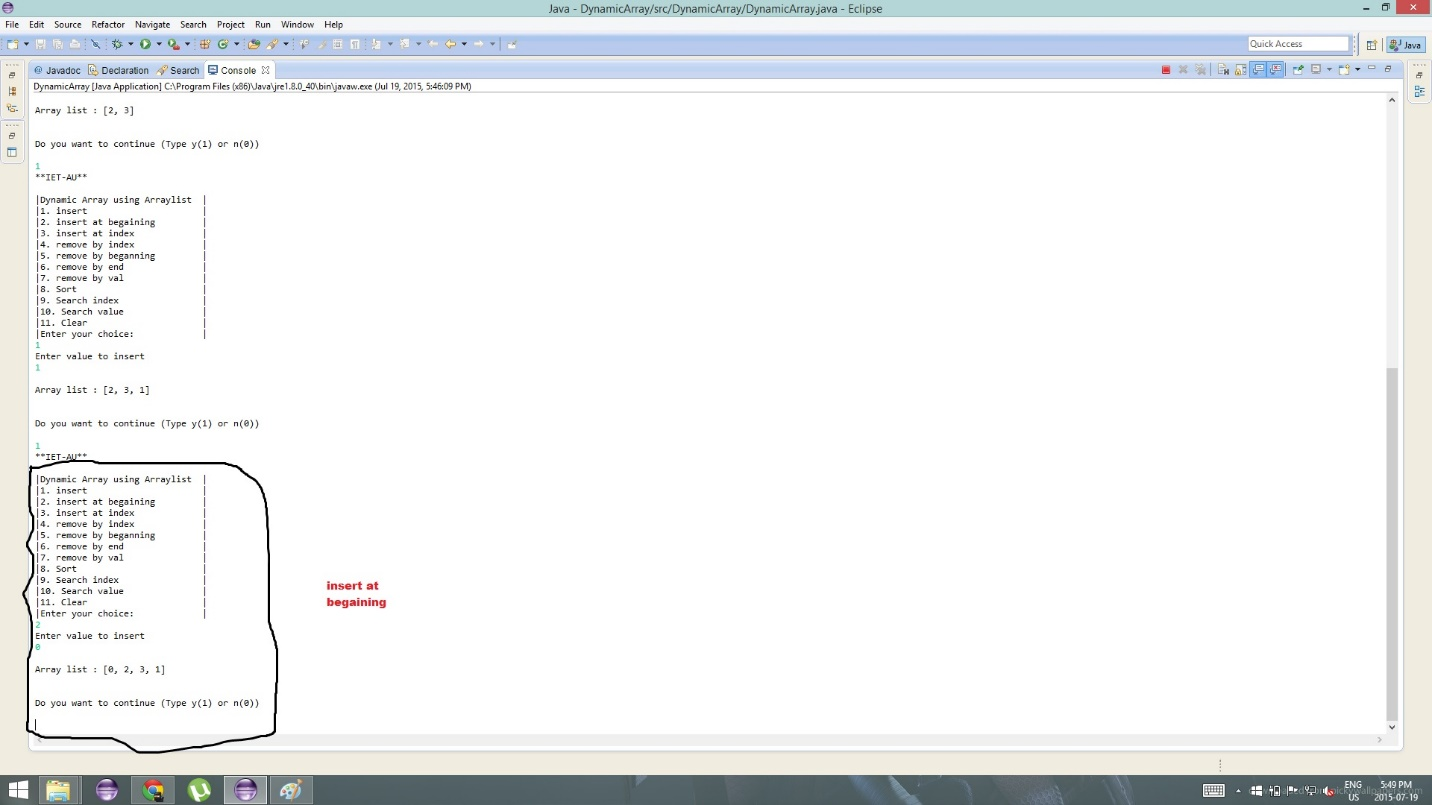 Java - DynamicArray/src/DynamicArray/DynamicArray.java - Eclipse
File Edit Source Refactor Navigate Search Project Run Window Help
Quick Access Java
@ Javadoc Declaration Search Console
DynamicArray [Java Application] C:\Program Files (x86)\Java\jre1.8.0_40\bin\javaw.exe (Jul 19, 2015, 5:46:09 PM)
Array list : [2, 3]
Do you want to continue (Type y(1) or n(0))
1
**IET-AU**
|Dynamic Array using Arraylist |
|1. insert |
|2. insert at begaining |
|3. insert at index |
|4. remove by index |
|5. remove by beganning |
|6. remove by end |
|7. remove by val |
|8. Sort |
|9. Search index |
|10. Search value |
|11. Clear |
|Enter your choice: |
1
Enter value to insert
1
Array list : [2, 3, 1]
Do you want to continue (Type y(1) or n(0))
1
**IET-AU**
|Dynamic Array using Arraylist |
|1. insert |
|2. insert at begaining |
|3. insert at index |
|4. remove by index |
|5. remove by beganning |
|6. remove by end |
|7. remove by val |
|8. Sort |
|9. Search index |
|10. Search value |
|11. Clear |
|Enter your choice: |
2
Enter value to insert
0
Array list : [0, 2, 3, 1]
Do you want to continue (Type y(1) or n(0))
insert at
begaining
ENG 5:49 PM
US 2015-07-19